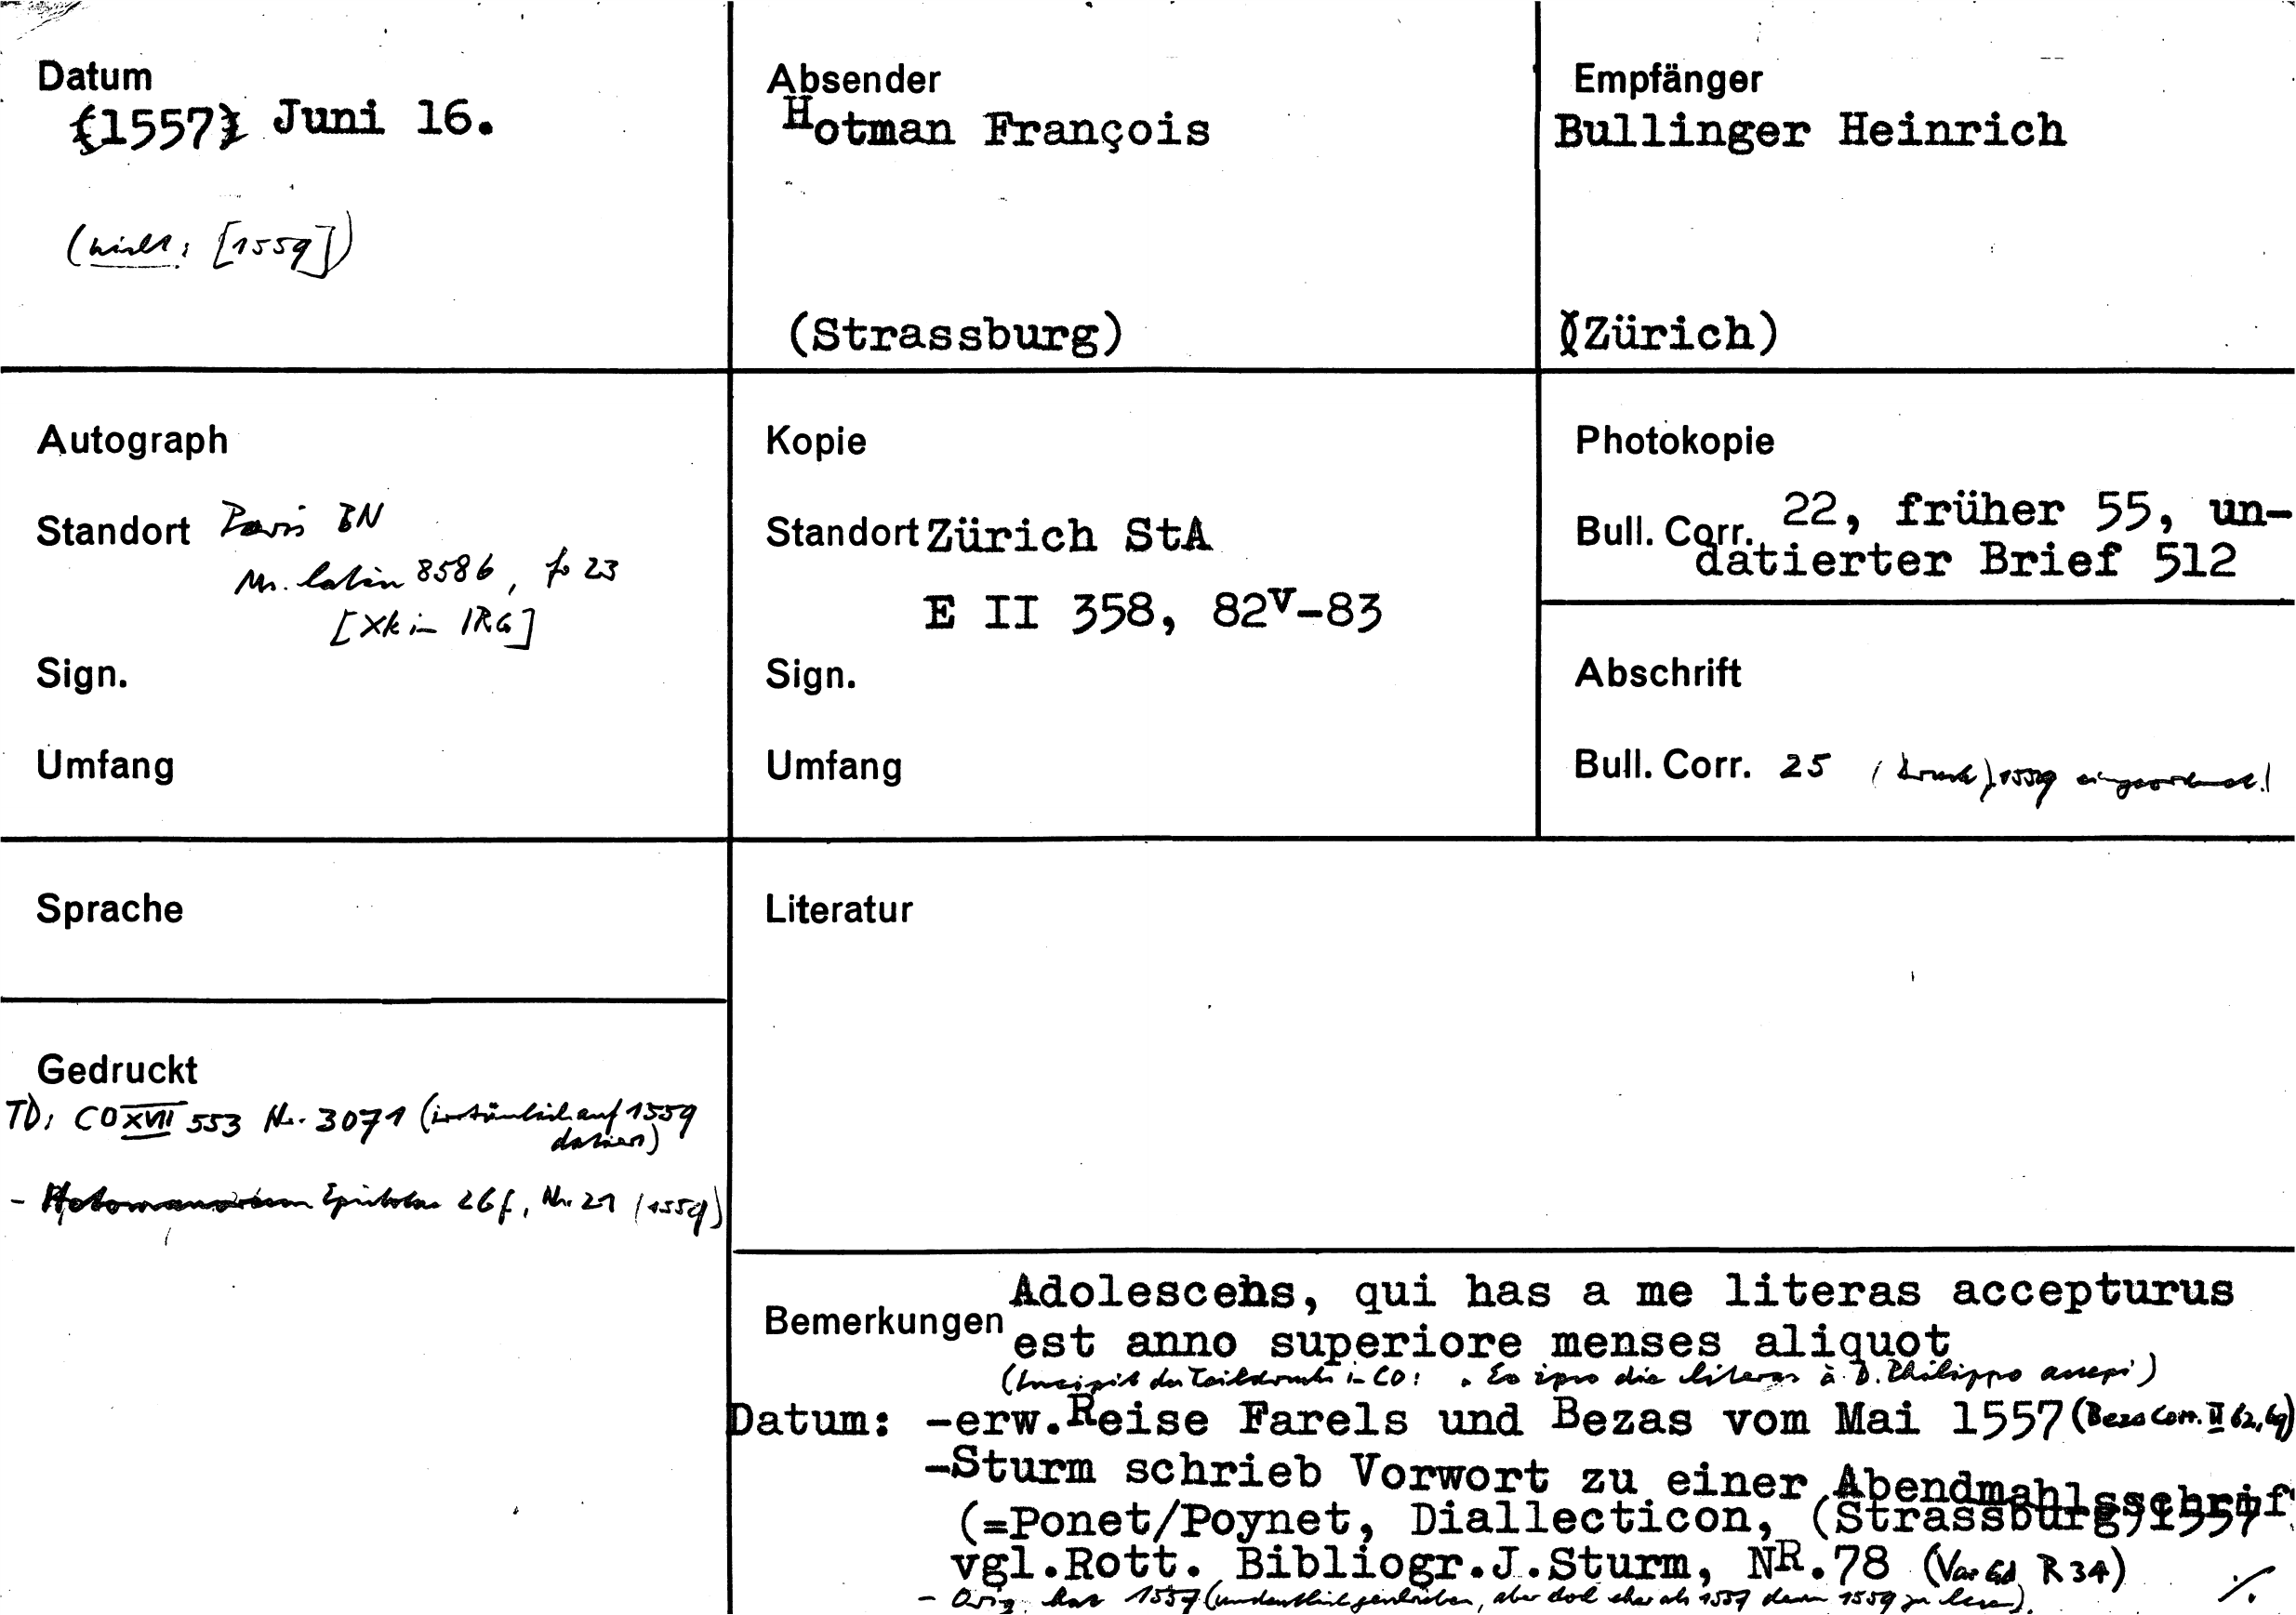 Datum
[1557] Juni 16.
(nicht: [1559])
Absender
Hotman François
(Strassburg)
Empfänger
Bullinger Heinrich
(Zürich)
Autograph
Standort Paris BN
Ms. latin 8586, fo 23
[Xk in IRG]
Sign.
Umfang
Kopie
Standort Zürich StA
E II 358, 82v-83
Sign.
Umfang
Photokopie
Bull. Corr. 22, früher 55, un-
datierter Brief 512
Abschrift
Bull. Corr. 25 (Druck) 1559 eingeordnet!
Sprache
Gedruckt
TD: CO XVII 553 Nr. 3071 (irrtümlich auf 1559
datiert)
- Hotomanorum Epistolae 26f, Nr. 21 (1559)
Literatur
Bemerkungen
Adolescens, qui has a me literas accepturus
est anno superiore menses aliquot
(Incipit des Teildrucks in CO: Eo ipso die literas à D. Philippo accepi)
Datum: -erw. Reise Farels und Bezas vom Mai 1557 (Beza Corr. II 62, 69)
-Sturm schrieb Vorwort zu einer Abendmahlsschrif
(=Ponet/Poynet, Diallecticon, (Strassburg) 1557
vgl.Rott. Bibliogr.J.Sturm, NR.78 (Var Gd R 34)
- Orig. hat 1557 (undeutlich geschrieben, aber doch eher als 1557 denn 1559 zu lesen).
./.